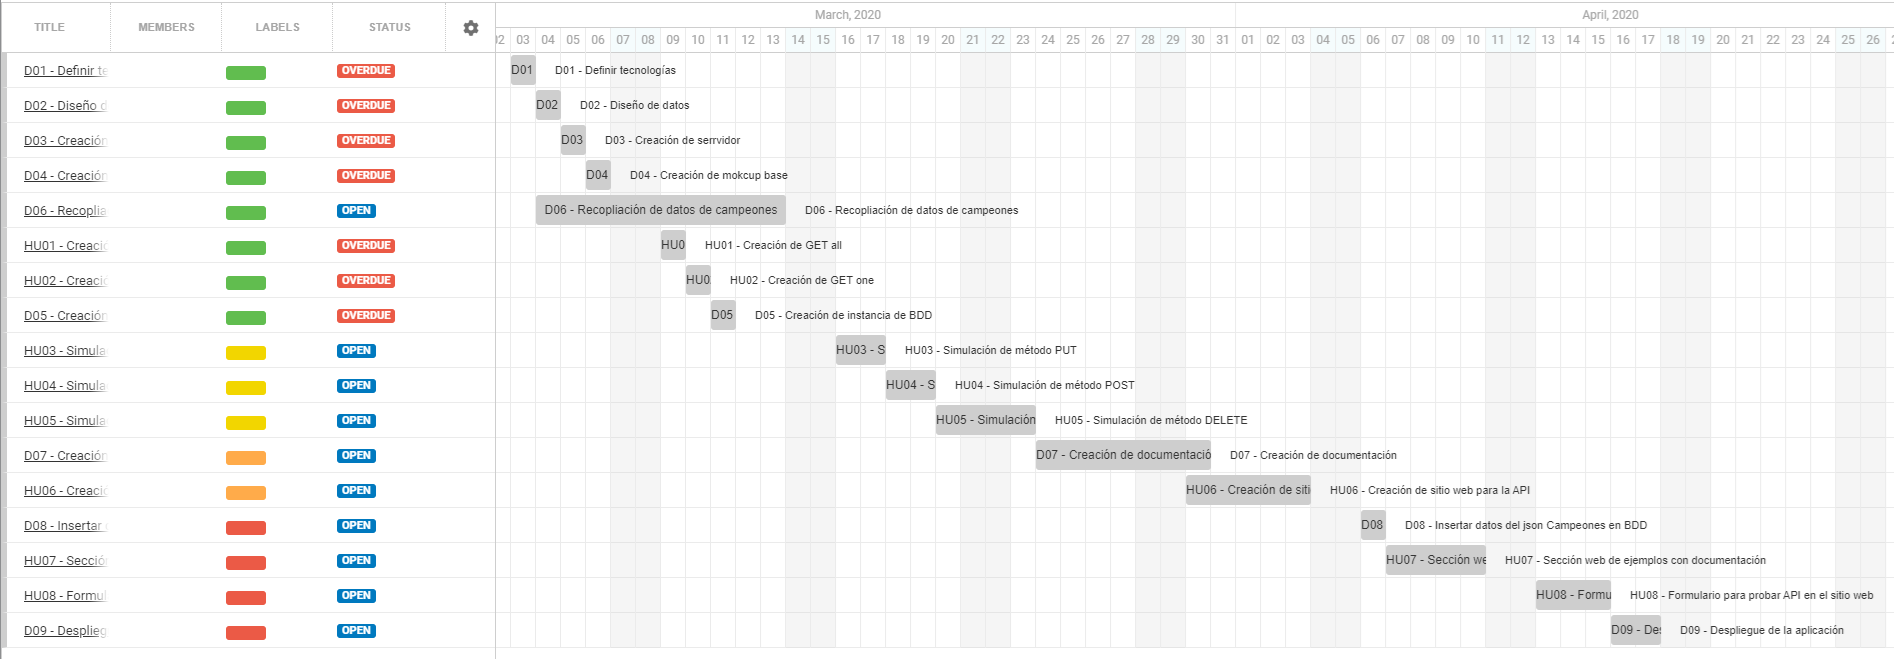 TITLE MEMBERS LABELS STATUS March, 2020 April, 2020
02 03 04 05 06 07 08 09 10 11 12 13 14 15 16 17 18 19 20 21 22 23 24 25 26 27 28 29 30 31 01 02 03 04 05 06 07 08 09 10 11 12 13 14 15 16 17 18 19 20 21 22 23 24 25 26
D01 - Definir te OVERDUE D01 D01 - Definir tecnologías
D02 - Diseño d OVERDUE D02 D02 - Diseño de datos
D03 - Creación OVERDUE D03 D03 - Creación de serrvidor
D04 - Creación OVERDUE D04 D04 - Creación de mokcup base
D06 - Recoplia OPEN D06 - Recopliación de datos de campeones D06 - Recopliación de datos de campeones
HU01 - Creació OVERDUE HU0 HU01 - Creación de GET all
HU02 - Creació OVERDUE HU0 HU02 - Creación de GET one
D05 - Creación OVERDUE D05 D05 - Creación de instancia de BDD
HU03 - Simula OPEN HU03 - S HU03 - Simulación de método PUT
HU04 - Simula OPEN HU04 - S HU04 - Simulación de método POST
HU05 - Simula OPEN HU05 - Simulación HU05 - Simulación de método DELETE
D07 - Creación OPEN D07 - Creación de documentació D07 - Creación de documentación
HU06 - Creació OPEN HU06 - Creación de siti HU06 - Creación de sitio web para la API
D08 - Insertar OPEN D08 D08 - Insertar datos del json Campeones en BDD
HU07 - Sección OPEN HU07 - Sección we HU07 - Sección web de ejemplos con documentación
HU08 - Formul OPEN HU08 - Formu HU08 - Formulario para probar API en el sitio web
D09 - Desplieg OPEN D09 - Des D09 - Despliegue de la aplicación